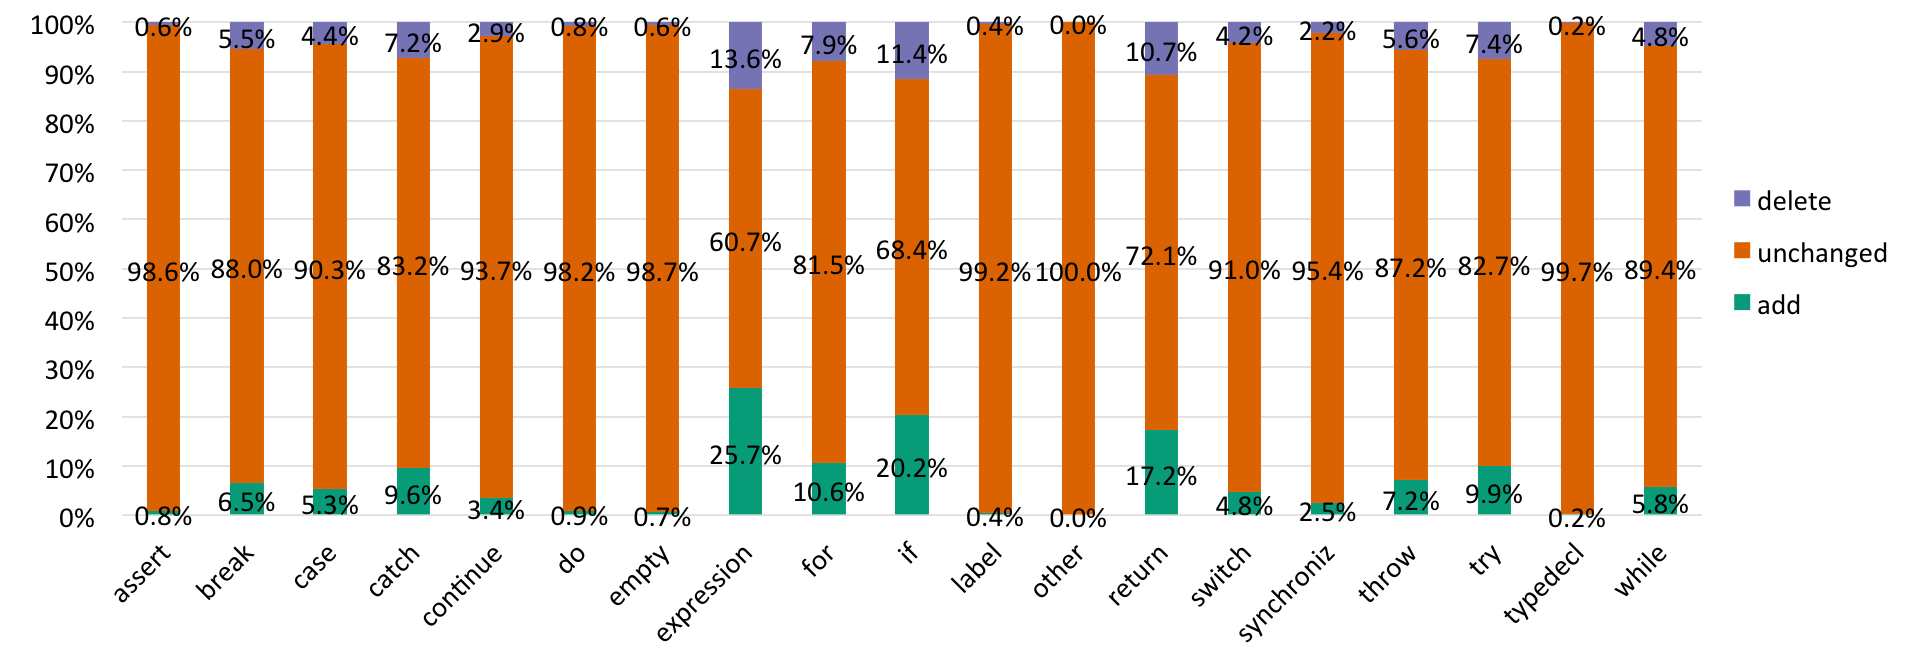 100%
90%
80%
70%
60%
50%
40%
30%
20%
10%
0%
0.6% 5.5% 4.4% 7.2% 2.9% 0.8% 0.6% 13.6% 7.9% 11.4% 0.4% 0.0% 10.7% 4.2% 2.2% 5.6% 7.4% 0.2% 4.8%
98.6% 88.0% 90.3% 83.2% 93.7% 98.2% 98.7% 60.7% 81.5% 68.4% 99.2% 100.0% 72.1% 91.0% 95.4% 87.2% 82.7% 99.7% 89.4%
0.8% 6.5% 5.3% 9.6% 3.4% 0.9% 0.7% 25.7% 10.6% 20.2% 0.4% 0.0% 17.2% 4.8% 2.5% 7.2% 9.9% 0.2% 5.8%
assert break case catch continue do empty expression for if label other return switch synchroniz throw try typedecl while
delete
unchanged
add